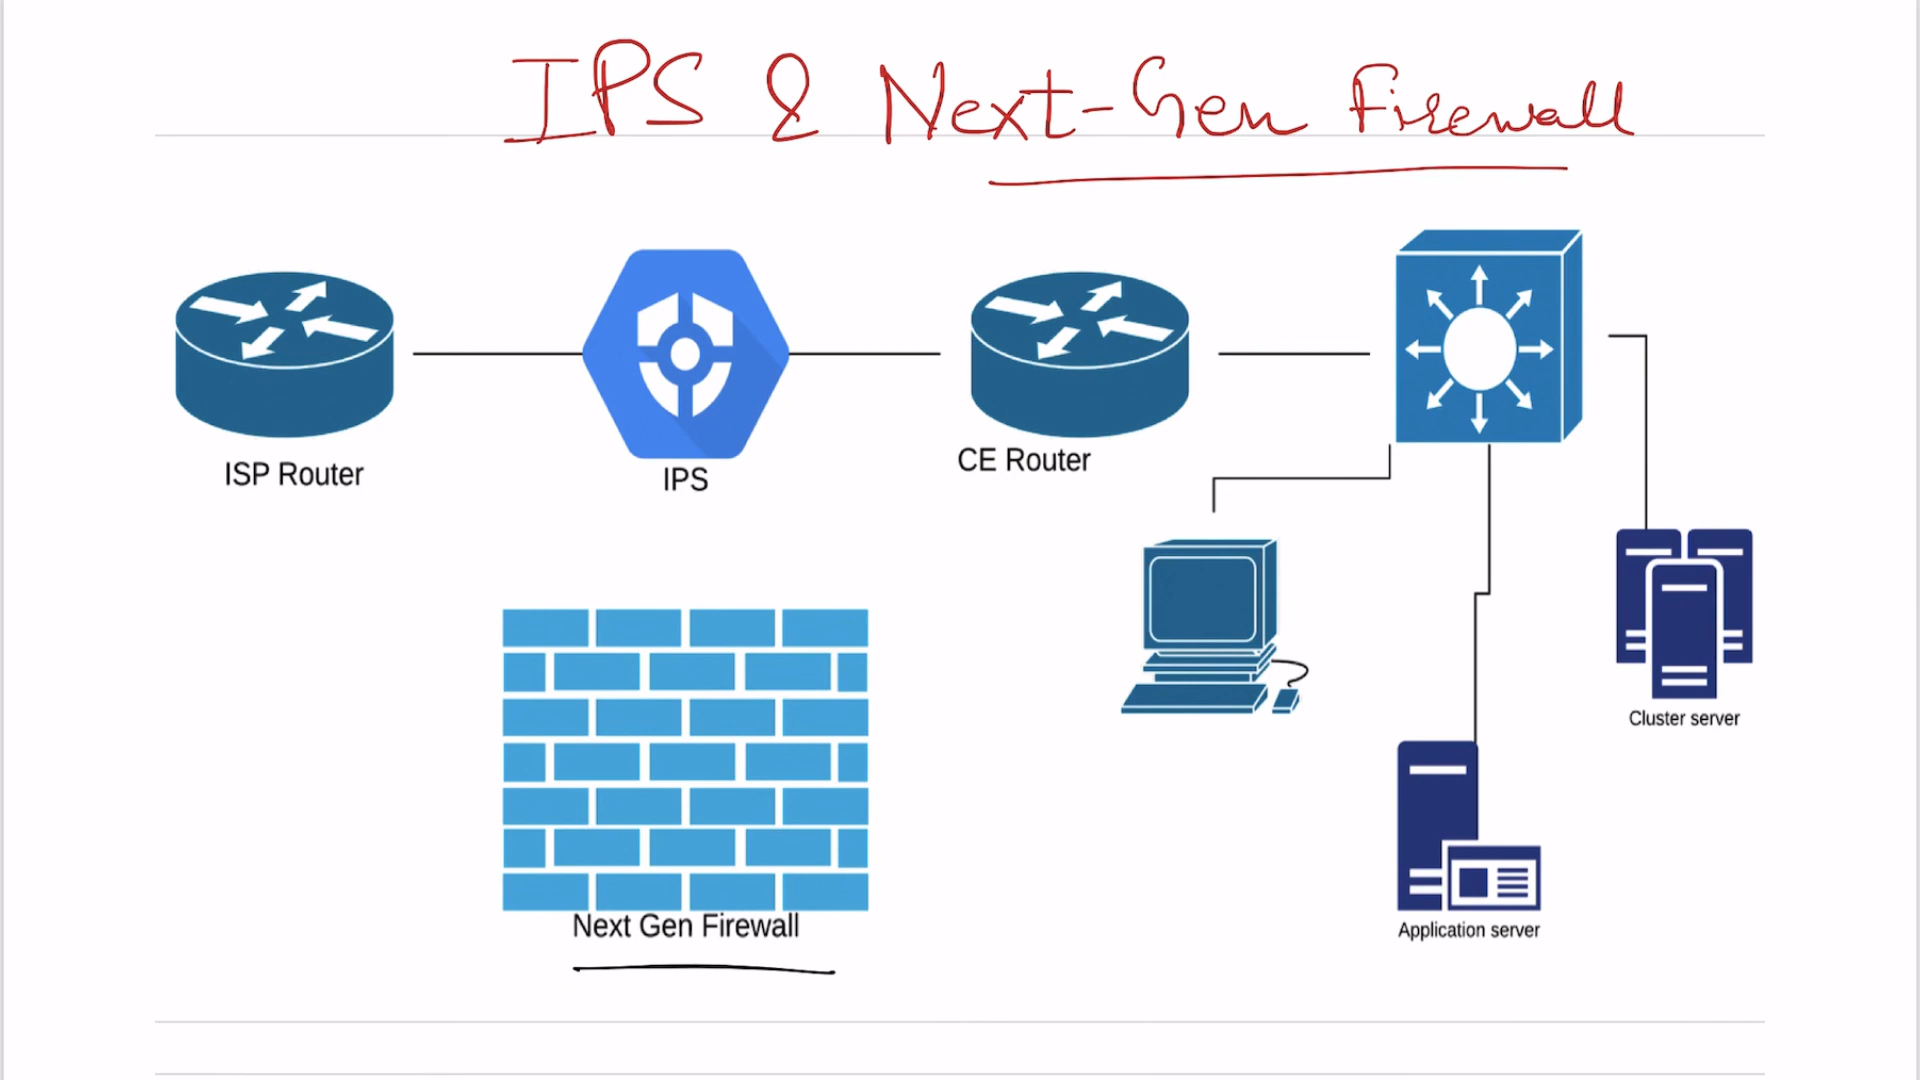 IPS & Next-Gen Firewall
ISP Router
IPS
CE Router
Cluster server
Next Gen Firewall
Application server